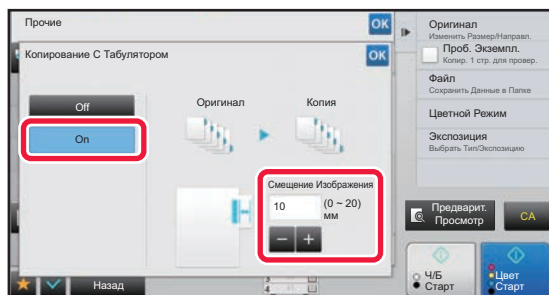 Прочие
OK
Копирование С Табулятором
OK
Off
On
Оригинал
Копия
Смещение Изображения
10
(0 ~ 20)
мм
Назад
Оригинал
Изменить Размер/Направл.
Проб. Экземпл.
Копир. 1 стр. для провер.
Файл
Сохранить Данные в Папке
Цветной Режим
Экспозиция
Выбрать Тип/Экспозицию
Предварит.
Просмотр
CA
Ч/Б
Старт
Цвет
Старт